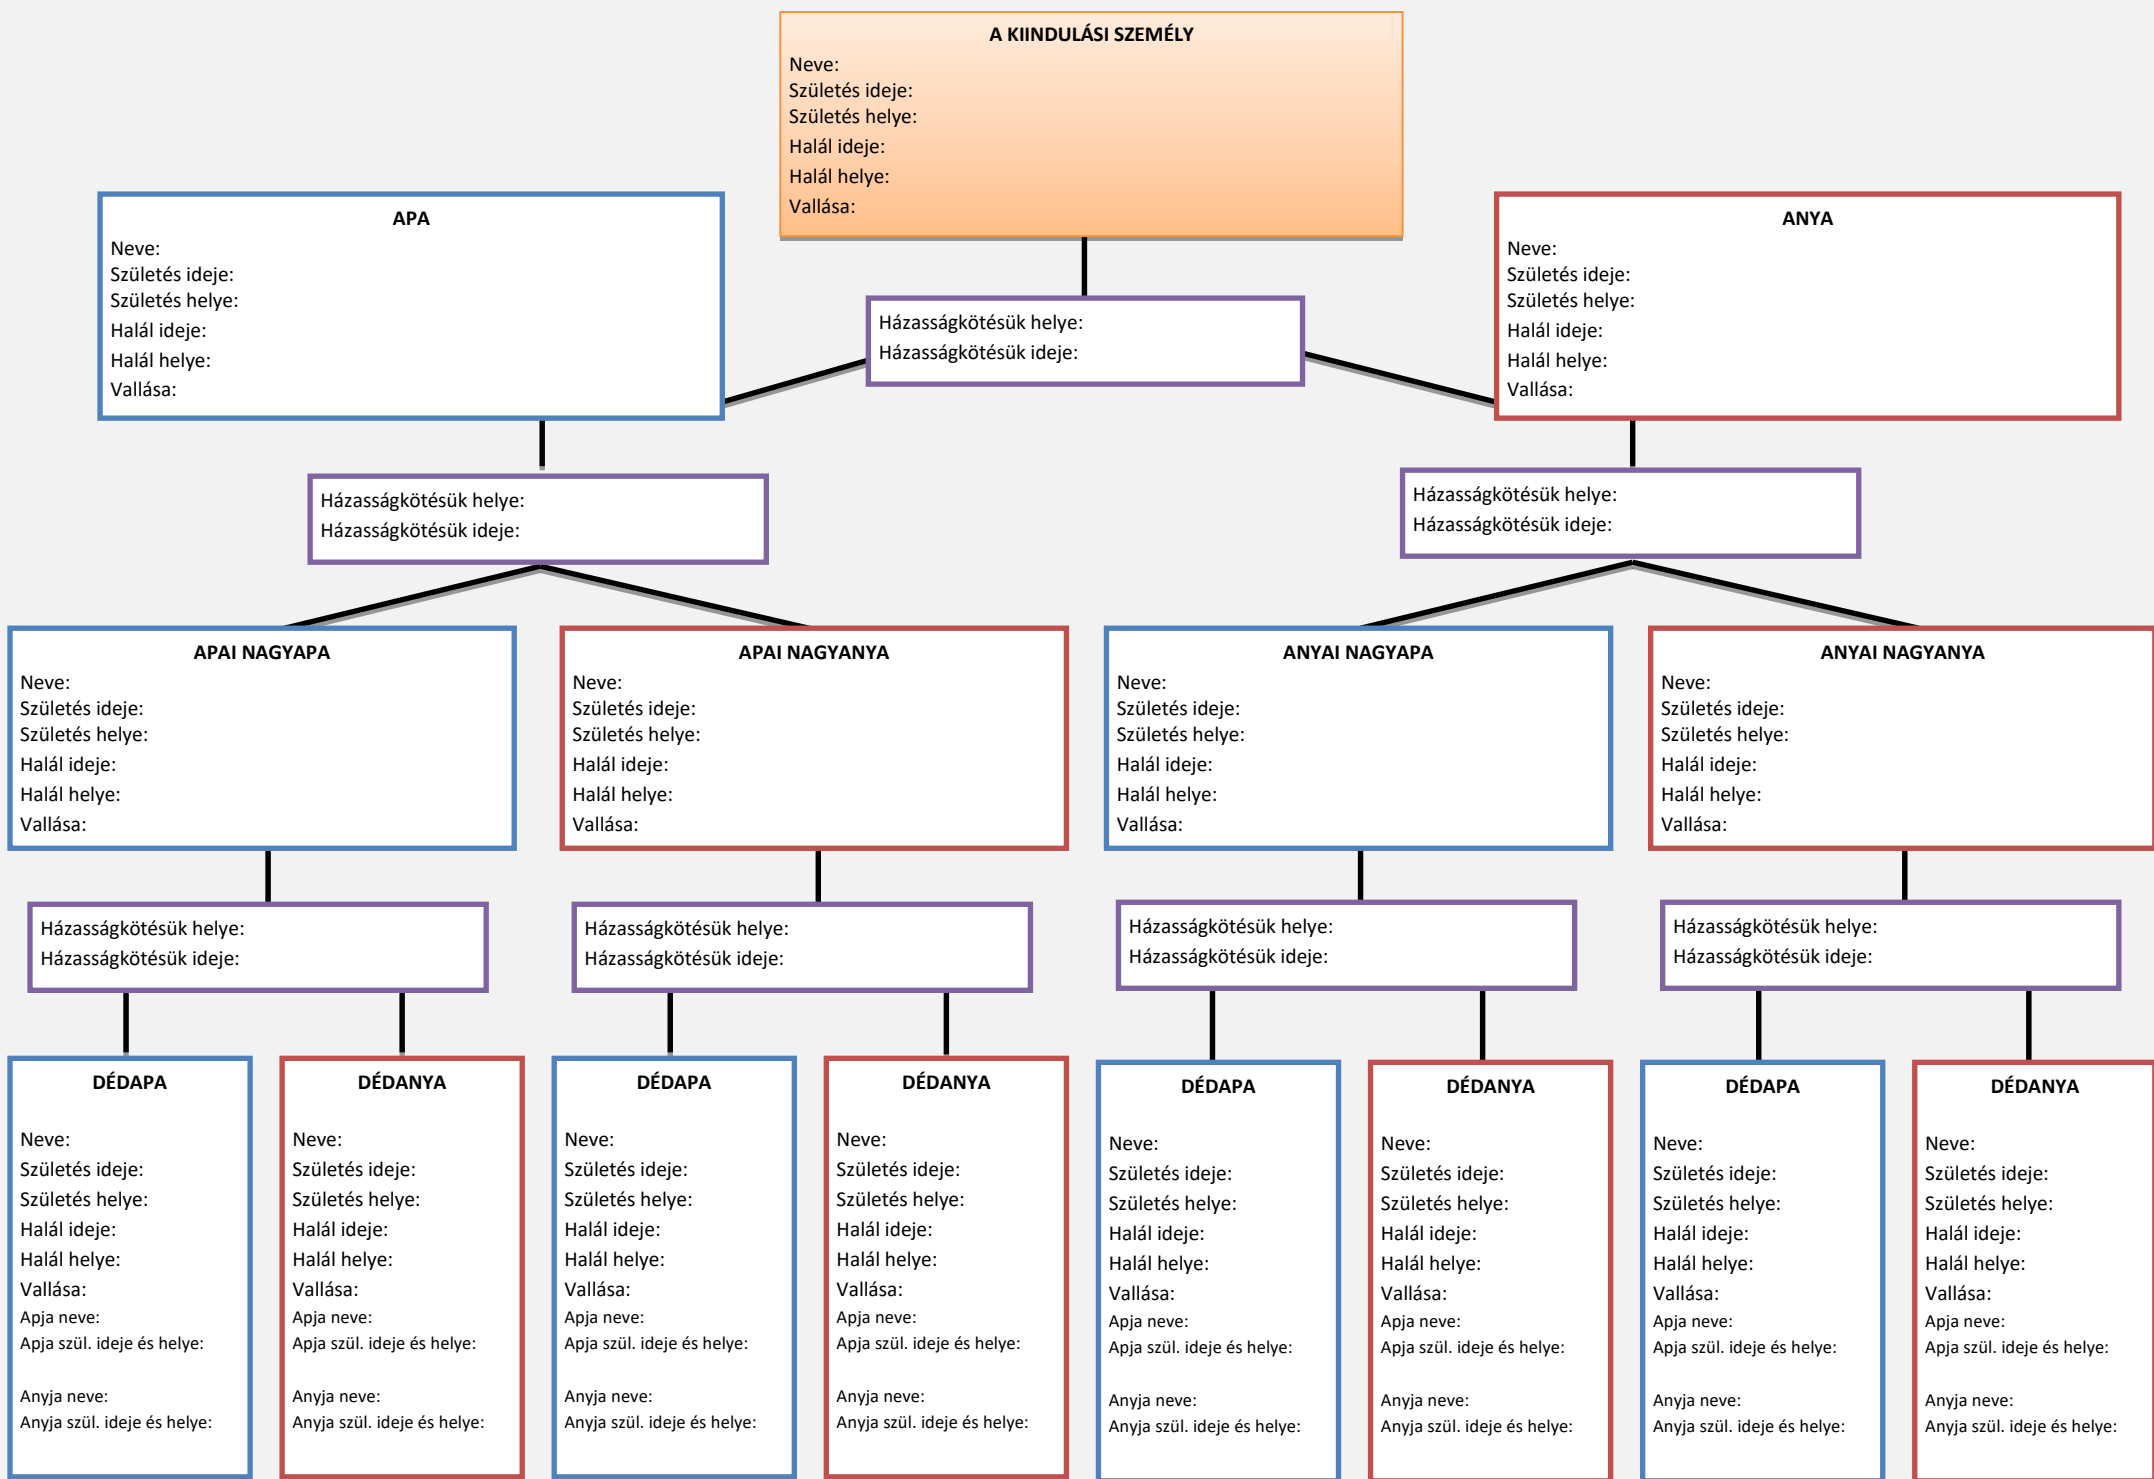 A KIINDULÁSI SZEMÉLY
Neve:
Születés ideje:
Születés helye:
Halál ideje:
Halál helye:
Vallása:
APA
Neve:
Születés ideje:
Születés helye:
Halál ideje:
Halál helye:
Vallása:
ANYA
Neve:
Születés ideje:
Születés helye:
Halál ideje:
Halál helye:
Vallása:
Házasságkötésük helye:
Házasságkötésük ideje:
Házasságkötésük helye:
Házasságkötésük ideje:
Házasságkötésük helye:
Házasságkötésük ideje:
APAI NAGYAPA
Neve:
Születés ideje:
Születés helye:
Halál ideje:
Halál helye:
Vallása:
APAI NAGYANYA
Neve:
Születés ideje:
Születés helye:
Halál ideje:
Halál helye:
Vallása:
ANYAI NAGYAPA
Neve:
Születés ideje:
Születés helye:
Halál ideje:
Halál helye:
Vallása:
ANYAI NAGYANYA
Neve:
Születés ideje:
Születés helye:
Halál ideje:
Halál helye:
Vallása:
Házasságkötésük helye:
Házasságkötésük ideje:
Házasságkötésük helye:
Házasságkötésük ideje:
Házasságkötésük helye:
Házasságkötésük ideje:
Házasságkötésük helye:
Házasságkötésük ideje:
DÉDAPA
Neve:
Születés ideje:
Születés helye:
Halál ideje:
Halál helye:
Vallása:
Apja neve:
Apja szül. ideje és helye:
Anyja neve:
Anyja szül. ideje és helye:
DÉDANYA
Neve:
Születés ideje:
Születés helye:
Halál ideje:
Halál helye:
Vallása:
Apja neve:
Apja szül. ideje és helye:
Anyja neve:
Anyja szül. ideje és helye:
DÉDAPA
Neve:
Születés ideje:
Születés helye:
Halál ideje:
Halál helye:
Vallása:
Apja neve:
Apja szül. ideje és helye:
Anyja neve:
Anyja szül. ideje és helye:
DÉDANYA
Neve:
Születés ideje:
Születés helye:
Halál ideje:
Halál helye:
Vallása:
Apja neve:
Apja szül. ideje és helye:
Anyja neve:
Anyja szül. ideje és helye:
DÉDAPA
Neve:
Születés ideje:
Születés helye:
Halál ideje:
Halál helye:
Vallása:
Apja neve:
Apja szül. ideje és helye:
Anyja neve:
Anyja szül. ideje és helye:
DÉDANYA
Neve:
Születés ideje:
Születés helye:
Halál ideje:
Halál helye:
Vallása:
Apja neve:
Apja szül. ideje és helye:
Anyja neve:
Anyja szül. ideje és helye:
DÉDAPA
Neve:
Születés ideje:
Születés helye:
Halál ideje:
Halál helye:
Vallása:
Apja neve:
Apja szül. ideje és helye:
Anyja neve:
Anyja szül. ideje és helye:
DÉDANYA
Neve:
Születés ideje:
Születés helye:
Halál ideje:
Halál helye:
Vallása:
Apja neve:
Apja szül. ideje és helye:
Anyja neve:
Anyja szül. ideje és helye: